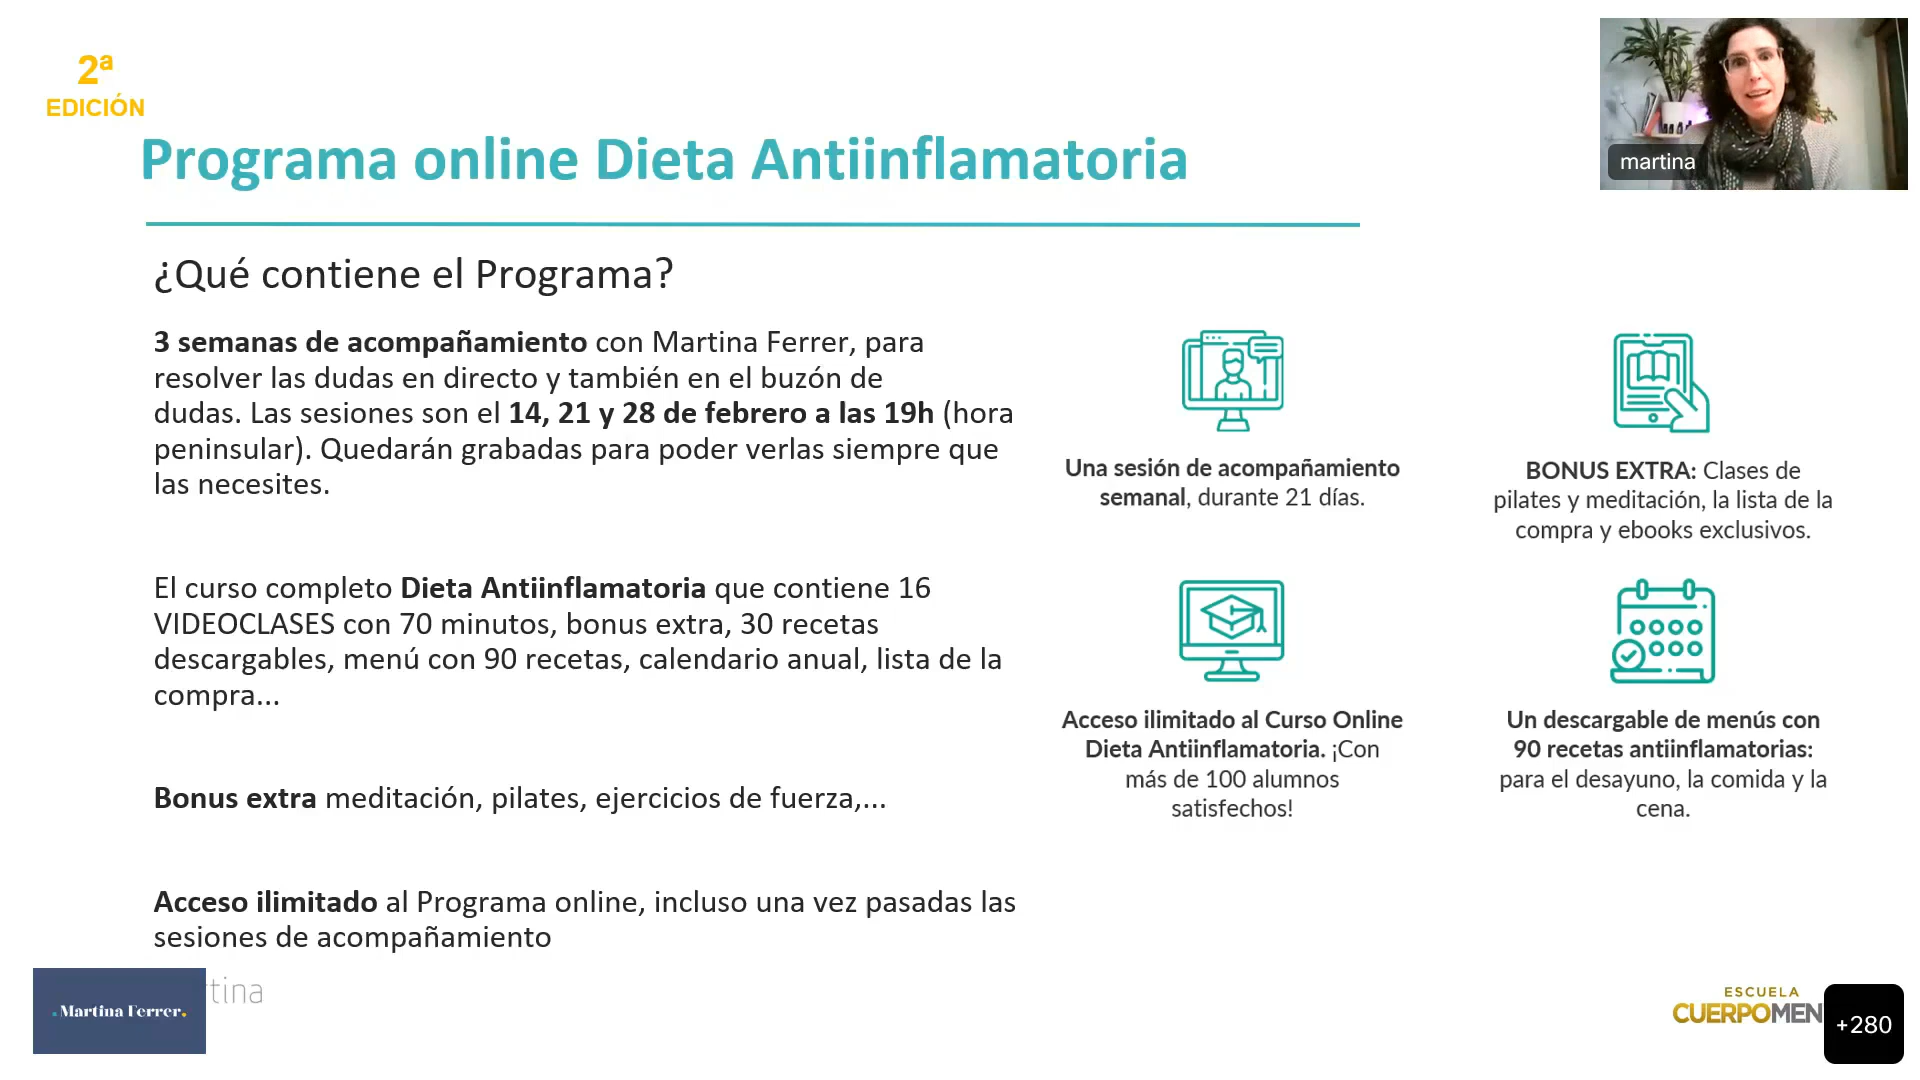 2ª
EDICIÓN
Programa online Dieta Antiinflamatoria
martina
¿Qué contiene el Programa?
3 semanas de acompañamiento con Martina Ferrer, para
resolver las dudas en directo y también en el buzón de
dudas. Las sesiones son el 14, 21 y 28 de febrero a las 19h (hora
peninsular). Quedarán grabadas para poder verlas siempre que
las necesites.
El curso completo Dieta Antiinflamatoria que contiene 16
VIDEOCLASES con 70 minutos, bonus extra, 30 recetas
descargables, menú con 90 recetas, calendario anual, lista de la
compra...
Bonus extra meditación, pilates, ejercicios de fuerza,...
Acceso ilimitado al Programa online, incluso una vez pasadas las
sesiones de acompañamiento
Una sesión de acompañamiento
semanal, durante 21 días.
BONUS EXTRA: Clases de
pilates y meditación, la lista de la
compra y ebooks exclusivos.
Acceso ilimitado al Curso Online
Dieta Antiinflamatoria. ¡Con
más de 100 alumnos
satisfechos!
Un descargable de menús con
90 recetas antiinflamatorias:
para el desayuno, la comida y la
cena.
.Martina Ferrer.
tina
ESCUELA
CUERPOMEN
+280